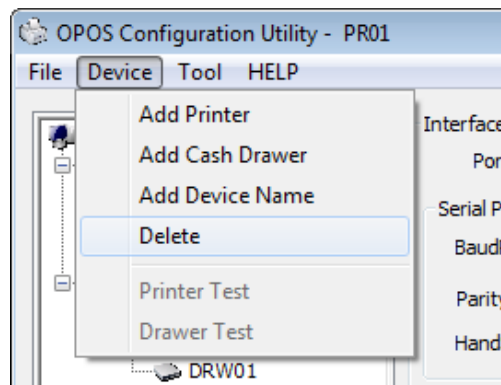 OPOS Configuration Utility - PR01
File Device Tool HELP
Add Printer
Add Cash Drawer
Add Device Name
Delete
Printer Test
Drawer Test
DRW01
Interface
Por
Serial P
Baud
Parity
Hand